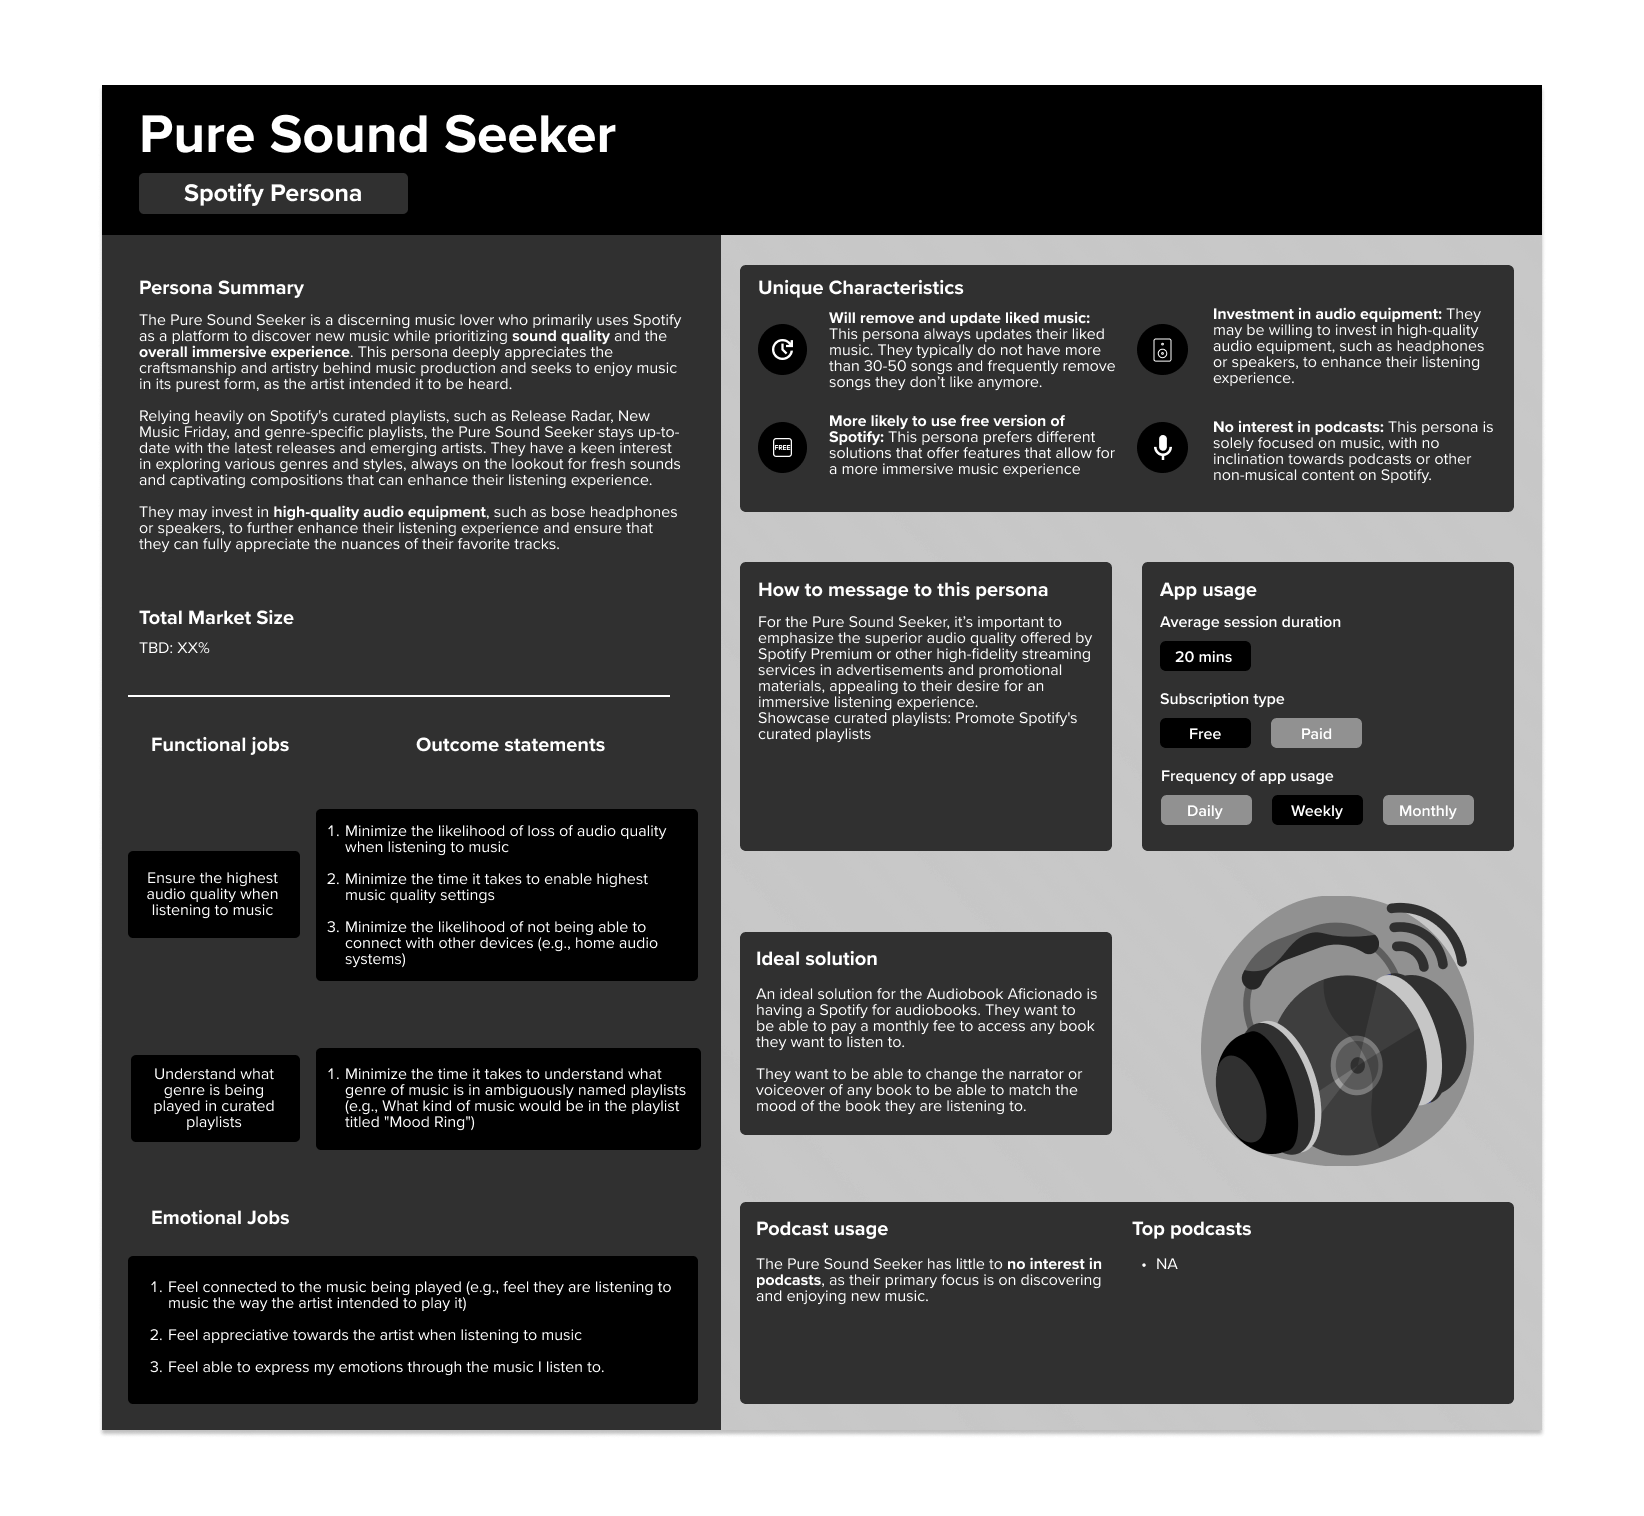 Pure Sound Seeker
Spotify Persona
Persona Summary
The Pure Sound Seeker is a discerning music lover who primarily uses Spotify
as a platform to discover new music while prioritizing sound quality and the
overall immersive experience. This persona deeply appreciates the
craftsmanship and artistry behind music production and seeks to enjoy music
in its purest form, as the artist intended it to be heard.
Relying heavily on Spotify's curated playlists, such as Release Radar, New
Music Friday, and genre-specific playlists, the Pure Sound Seeker stays up-to-
date with the latest releases and emerging artists. They have a keen interest
in exploring various genres and styles, always on the lookout for fresh sounds
and captivating compositions that can enhance their listening experience.
They may invest in high-quality audio equipment, such as bose headphones
or speakers, to further enhance their listening experience and ensure that
they can fully appreciate the nuances of their favorite tracks.
Total Market Size
TBD: XX%
Functional jobs
Outcome statements
Ensure the highest
audio quality when
listening to music
1. Minimize the likelihood of loss of audio quality
when listening to music
2. Minimize the time it takes to enable highest
music quality settings
3. Minimize the likelihood of not being able to
connect with other devices (e.g., home audio
systems)
Understand what
genre is being
played in curated
playlists
1. Minimize the time it takes to understand what
genre of music is in ambiguously named playlists
(e.g., What kind of music would be in the playlist
titled "Mood Ring")
Emotional Jobs
1. Feel connected to the music being played (e.g., feel they are listening to
music the way the artist intended to play it)
2. Feel appreciative towards the artist when listening to music
3. Feel able to express my emotions through the music I listen to.
Unique Characteristics
Will remove and update liked music:
This persona always updates their liked
music. They typically do not have more
than 30-50 songs and frequently remove
songs they don't like anymore.
Investment in audio equipment: They
may be willing to invest in high-quality
audio equipment, such as headphones
or speakers, to enhance their listening
experience.
FREE
More likely to use free version of
Spotify: This persona prefers different
solutions that offer features that allow for
a more immersive music experience
No interest in podcasts: This persona is
solely focused on music, with no
inclination towards podcasts or other
non-musical content on Spotify.
How to message to this persona
For the Pure Sound Seeker, it's important to
emphasize the superior audio quality offered by
Spotify Premium or other high-fidelity streaming
services in advertisements and promotional
materials, appealing to their desire for an
immersive listening experience.
Showcase curated playlists: Promote Spotify's
curated playlists
App usage
Average session duration
20 mins
Subscription type
Free Paid
Frequency of app usage
Daily Weekly Monthly
Ideal solution
An ideal solution for the Audiobook Aficionado is
having a Spotify for audiobooks. They want to
be able to pay a monthly fee to access any book
they want to listen to.
They want to be able to change the narrator or
voiceover of any book to be able to match the
mood of the book they are listening to.
Podcast usage
The Pure Sound Seeker has little to no interest in
podcasts, as their primary focus is on discovering
and enjoying new music.
Top podcasts
• NA